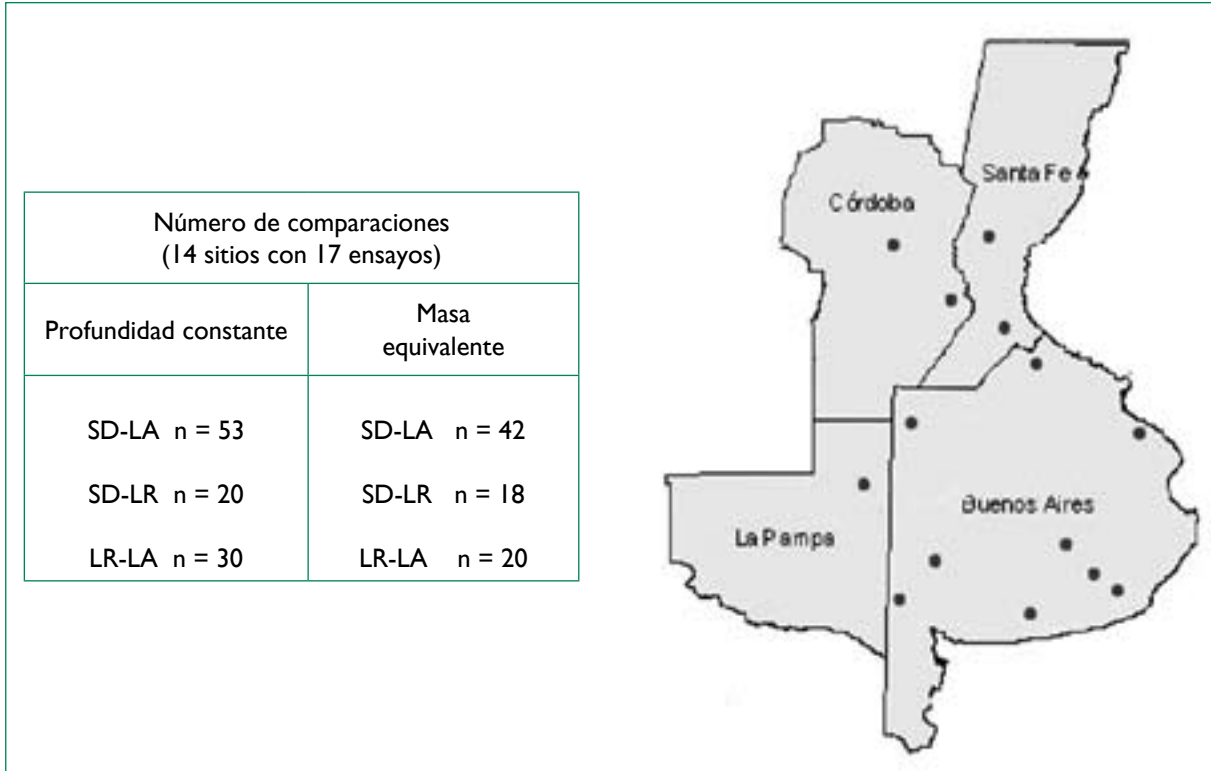 Número de comparaciones
(14 sitios con 17 ensayos)
Profundidad constante
Masa
equivalente
SD-LA n = 53
SD-LA n = 42
SD-LR n = 20
SD-LR n = 18
LR-LA n = 30
LR-LA n = 20
Córdoba
Santa Fe
La Pampa
Buenos Aires